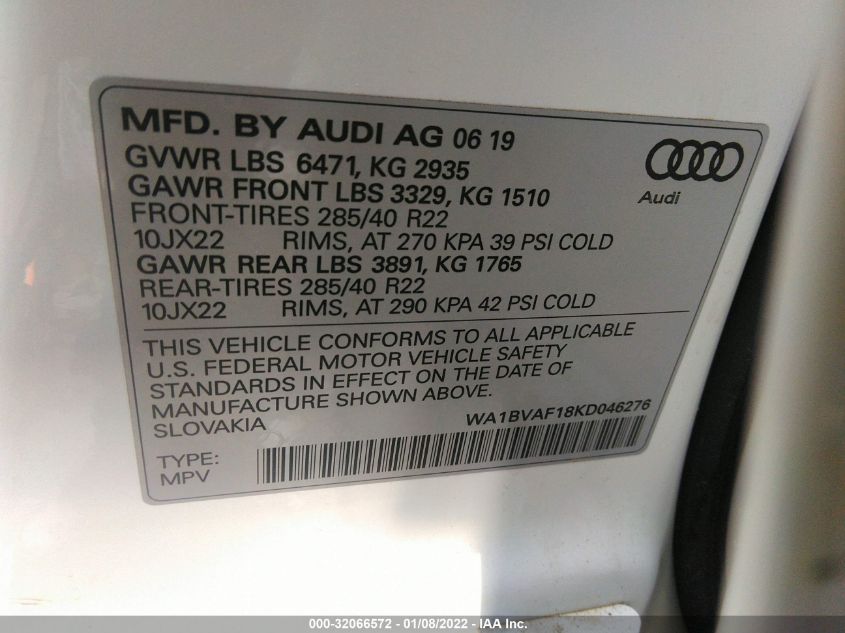 MFD. BY AUDI AG 06 19
GVWR LBS 6471, KG 2935
GAWR FRONT LBS 3329, KG 1510
FRONT-TIRES 285/40 R22
10JX22 RIMS, AT 270 KPA 39 PSI COLD
GAWR REAR LBS 3891, KG 1765
REAR-TIRES 285/40 R22
10JX22 RIMS, AT 290 KPA 42 PSI COLD
Audi
THIS VEHICLE CONFORMS TO ALL APPLICABLE
U.S. FEDERAL MOTOR VEHICLE SAFETY
STANDARDS IN EFFECT ON THE DATE OF
MANUFACTURE SHOWN ABOVE.
SLOVAKIA
WA1BVAF18KD046276
TYPE:
MPV
000-32066572 — 01/08/2022 — IAA Inc.